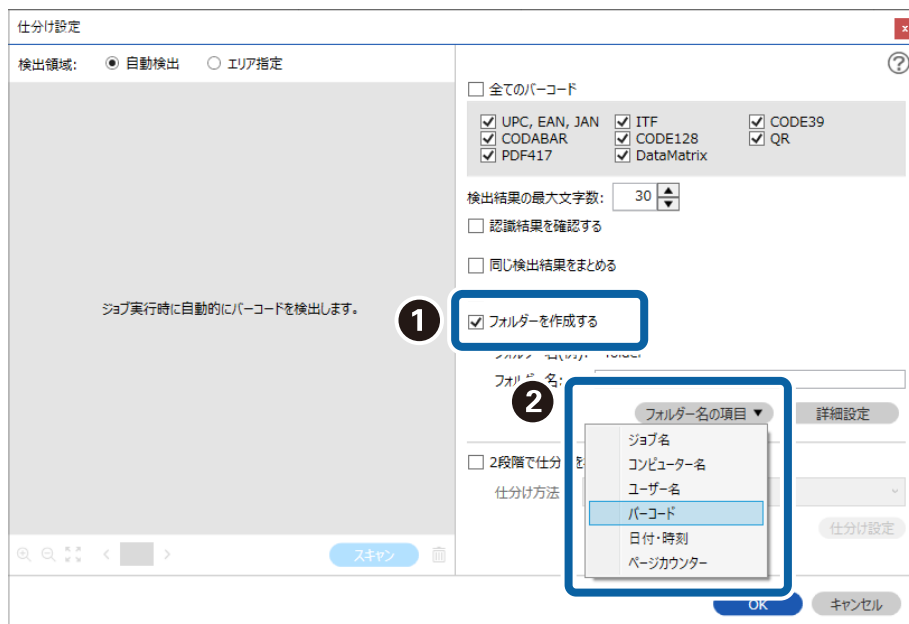 仕分け設定
x
検出領域: 自動検出 エリア指定
?
全てのバーコード
UPC, EAN, JAN ITF CODE39
CODABAR CODE128 QR
PDF417 DataMatrix
検出結果の最大文字数: 30
認識結果を確認する
同じ検出結果をまとめる
ジョブ実行時に自動的にバーコードを検出します。
1
フォルダーを作成する
フォルダー名:
2
フォルダー名の項目 ▼ 詳細設定
ジョブ名
コンピューター名
ユーザー名
バーコード
日付・時刻
ページカウンター
2段階で仕分
仕分け方法
仕分け設定
スキャン
OK キャンセル